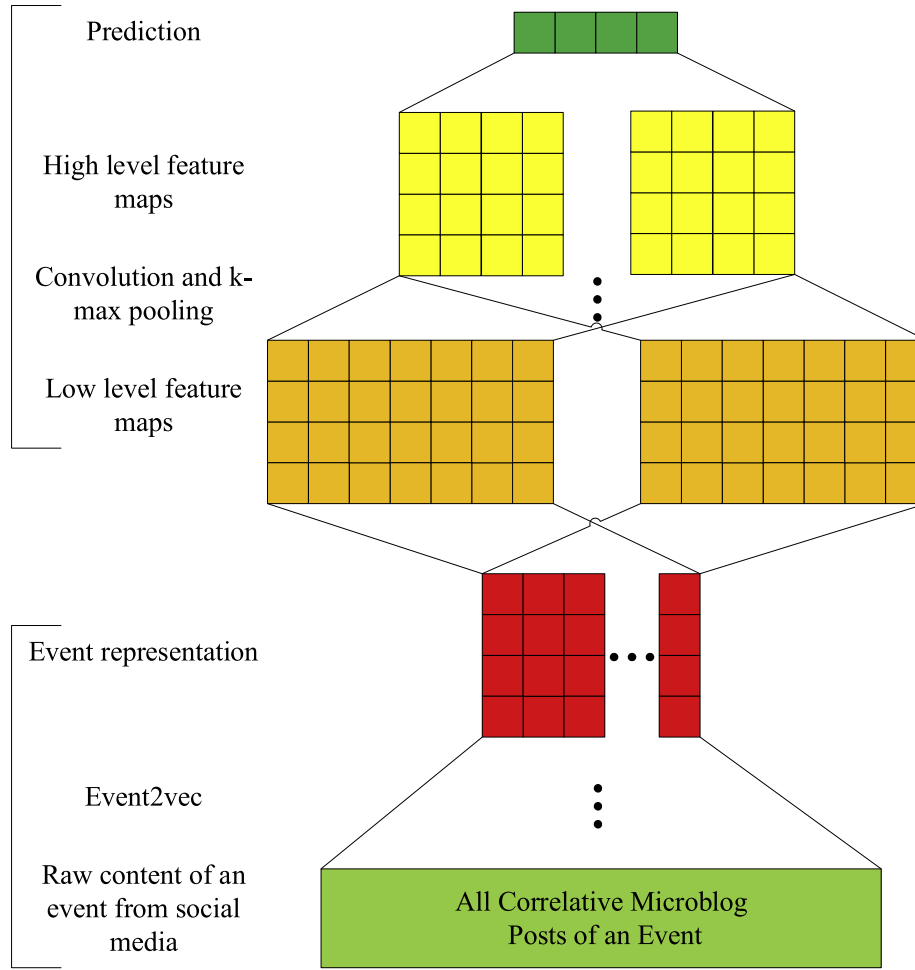 Prediction
High level feature
maps
Convolution and k-
max pooling
Low level feature
maps
Event representation
Event2vec
Raw content of an
event from social
media
All Correlative Microblog
Posts of an Event